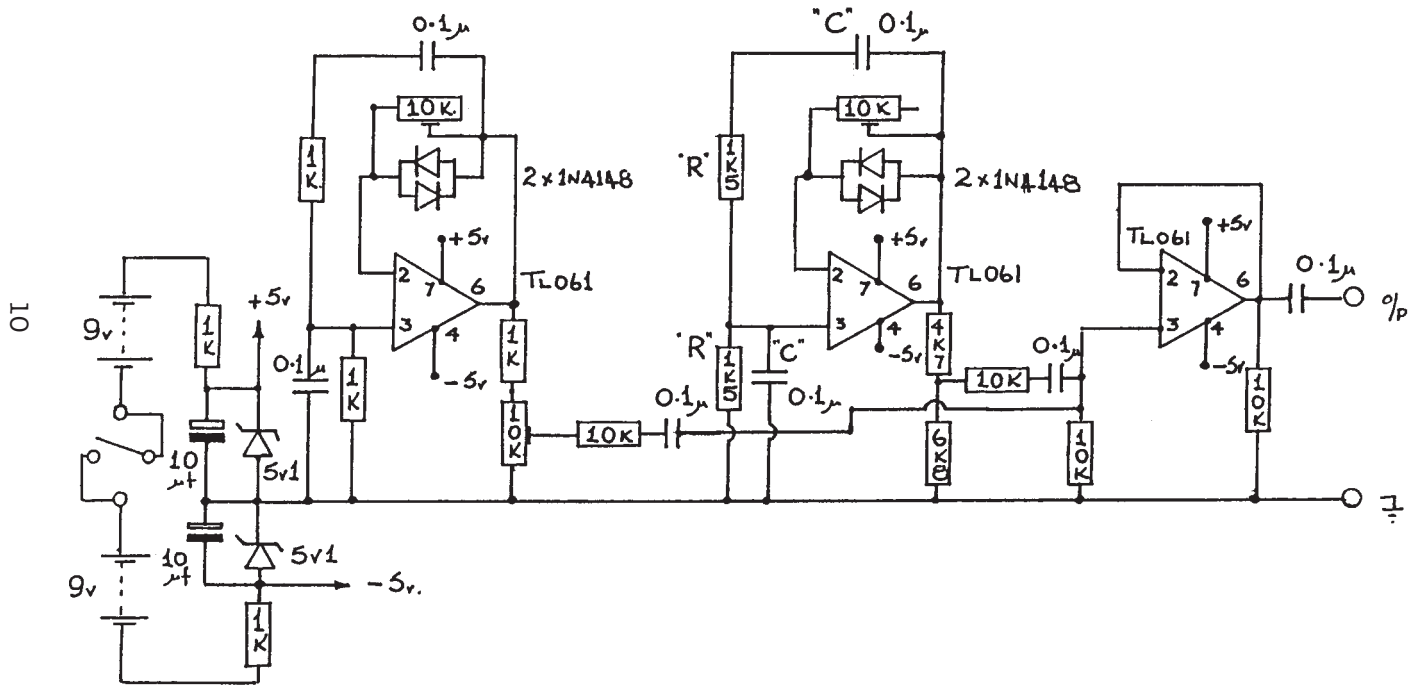 0.1μ
"C" 0.1μ
10K.
10K
1K
"R"
1K5
2 x 1N4148
2 x 1N4148
+5v
+5v
+5v
TL061
2
7
6
TL061
2
7
6
TL061
2
7
6
0.1μ
O/P
3
4
3
4
3
4
-5v
-5v
-5v
9v
1K
+5v
0.1μ
1K
1K
"R"
1K5
"C"
0.1μ
4K7
10K
0.1μ
10K
10K
0.1μ
10K
6K8
10K
10K
10
μf
5v1
10
μf
5v1
9v
-5v.
1K
10